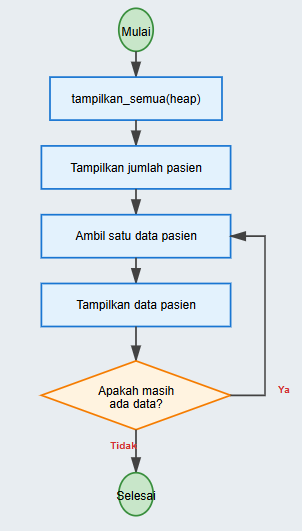 Mulai
tampilkan_semua(heap)
Tampilkan jumlah pasien
Ambil satu data pasien
Tampilkan data pasien
Apakah masih
ada data?
Ya
Tidak
Selesai